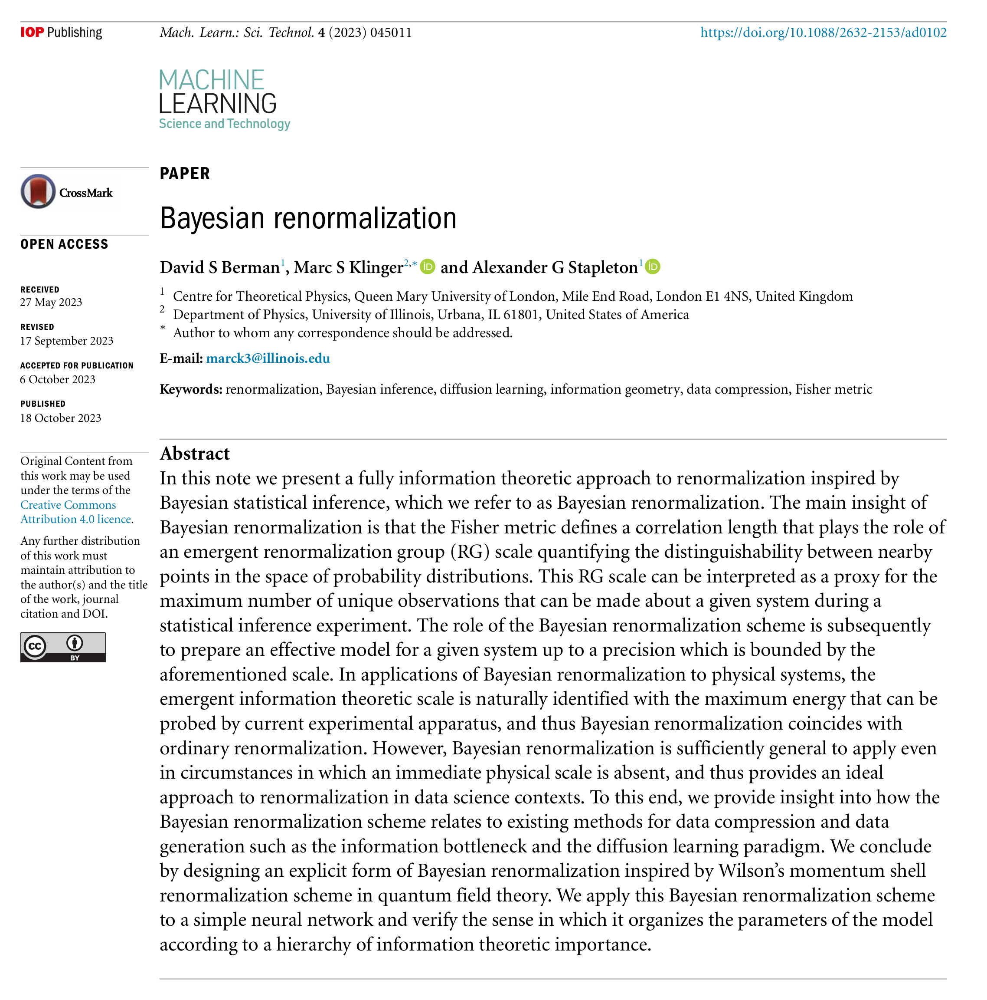 IOP Publishing
Mach. Learn.: Sci. Technol. 4 (2023) 045011
https://doi.org/10.1088/2632-2153/ad0102
MACHINE
LEARNING
Science and Technology
CrossMark
OPEN ACCESS
RECEIVED
27 May 2023
REVISED
17 September 2023
ACCEPTED FOR PUBLICATION
6 October 2023
PUBLISHED
18 October 2023
Original Content from
this work may be used
under the terms of the
Creative Commons
Attribution 4.0 licence.
Any further distribution
of this work must
maintain attribution to
the author(s) and the title
of the work, journal
citation and DOI.
cc
BY
PAPER
Bayesian renormalization
David S Berman1, Marc S Klinger2,* iD and Alexander G Stapleton1 iD
1 Centre for Theoretical Physics, Queen Mary University of London, Mile End Road, London E1 4NS, United Kingdom
2 Department of Physics, University of Illinois, Urbana, IL 61801, United States of America
* Author to whom any correspondence should be addressed.
E-mail: marck3@illinois.edu
Keywords: renormalization, Bayesian inference, diffusion learning, information geometry, data compression, Fisher metric
Abstract
In this note we present a fully information theoretic approach to renormalization inspired by
Bayesian statistical inference, which we refer to as Bayesian renormalization. The main insight of
Bayesian renormalization is that the Fisher metric defines a correlation length that plays the role of
an emergent renormalization group (RG) scale quantifying the distinguishability between nearby
points in the space of probability distributions. This RG scale can be interpreted as a proxy for the
maximum number of unique observations that can be made about a given system during a
statistical inference experiment. The role of the Bayesian renormalization scheme is subsequently
to prepare an effective model for a given system up to a precision which is bounded by the
aforementioned scale. In applications of Bayesian renormalization to physical systems, the
emergent information theoretic scale is naturally identified with the maximum energy that can be
probed by current experimental apparatus, and thus Bayesian renormalization coincides with
ordinary renormalization. However, Bayesian renormalization is sufficiently general to apply even
in circumstances in which an immediate physical scale is absent, and thus provides an ideal
approach to renormalization in data science contexts. To this end, we provide insight into how the
Bayesian renormalization scheme relates to existing methods for data compression and data
generation such as the information bottleneck and the diffusion learning paradigm. We conclude
by designing an explicit form of Bayesian renormalization inspired by Wilson’s momentum shell
renormalization scheme in quantum field theory. We apply this Bayesian renormalization scheme
to a simple neural network and verify the sense in which it organizes the parameters of the model
according to a hierarchy of information theoretic importance.